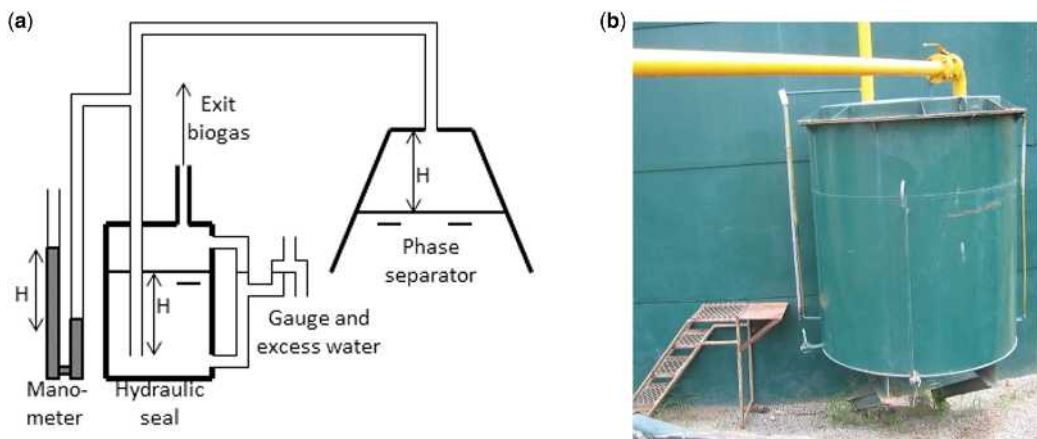 (a)
(b)
Exit
biogas
H
H
H
H
Phase
separator
Gauge and
excess water
Mano-
meter
Hydraulic
seal